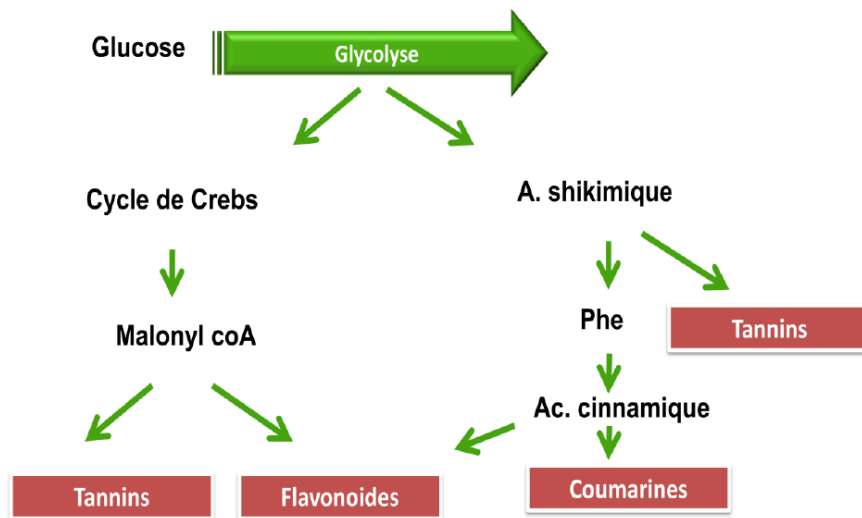 Glucose
Glycolyse
Cycle de Crebs
A. shikimique
Malonyl coA
Phe
Tannins
Ac. cinnamique
Tannins
Flavonoides
Coumarines